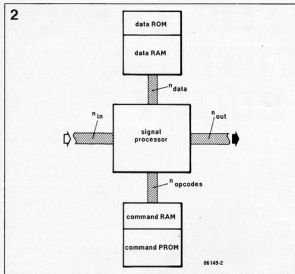 2
data ROM
data RAM
n data
n in
n out
signal
processor
n opcodes
command RAM
command PROM
86149-2